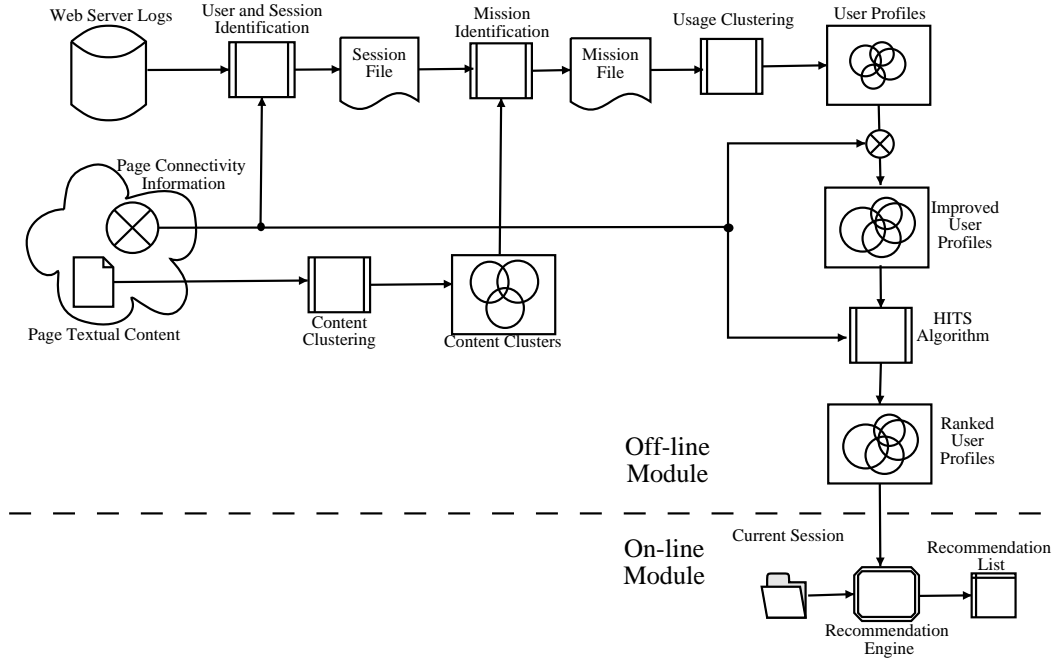 Web Server Logs
User and Session
Identification
Mission
Identification
Usage Clustering
User Profiles
Session
File
Mission
File
Page Connectivity
Information
Improved
User
Profiles
Page Textual Content
Content
Clustering
Content Clusters
HITS
Algorithm
Ranked
User
Profiles
Off-line
Module
On-line
Module
Current Session
Recommendation
List
Recommendation
Engine